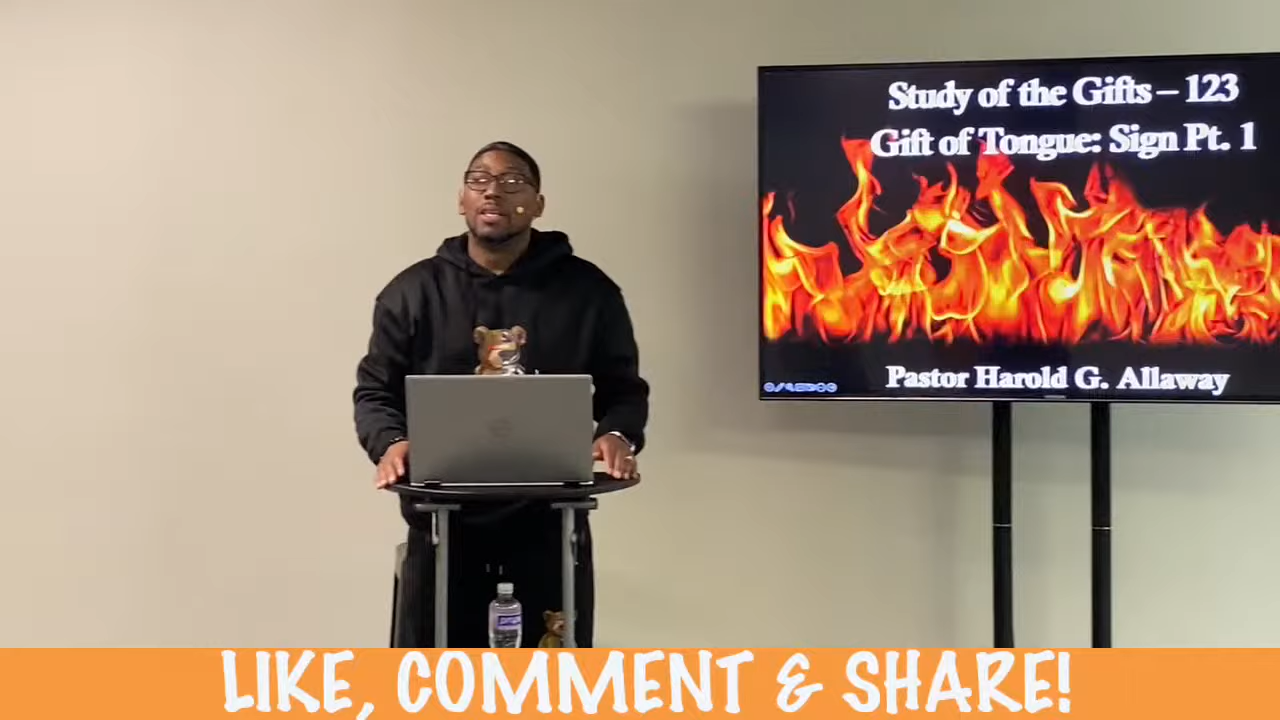 Study of the Gifts – 123
Gift of Tongue: Sign Pt. 1
Pastor Harold G. Allaway
LIKE, COMMENT & SHARE!